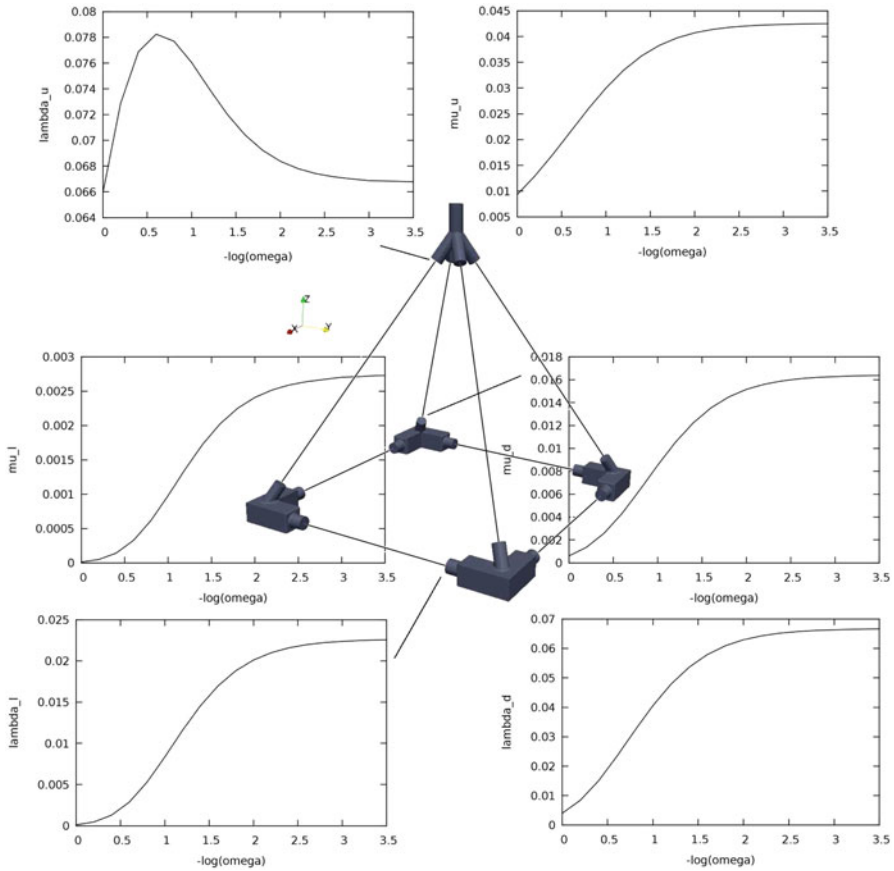 0.08
0.078
0.076
0.074
0.072
0.07
0.068
0.066
0.064
lambda_u
0 0.5 1 1.5 2 2.5 3 3.5
-log(omega)
0.045
0.04
0.035
0.03
0.025
0.02
0.015
0.01
0.005
mu_u
0 0.5 1 1.5 2 2.5 3 3.5
-log(omega)
Z
X Y
0.003
0.0025
0.002
0.0015
0.001
0.0005
0
mu_l
0 0.5 1 1.5 2 2.5 3 3.5
-log(omega)
0.018
0.016
0.014
0.012
0.01
0.008
0.006
0.004
0.002
0
mu_d
0 0.5 1 1.5 2 2.5 3 3.5
-log(omega)
0.025
0.02
0.015
0.01
0.005
0
lambda_l
0 0.5 1 1.5 2 2.5 3 3.5
-log(omega)
0.07
0.06
0.05
0.04
0.03
0.02
0.01
0
lambda_d
0 0.5 1 1.5 2 2.5 3 3.5
-log(omega)